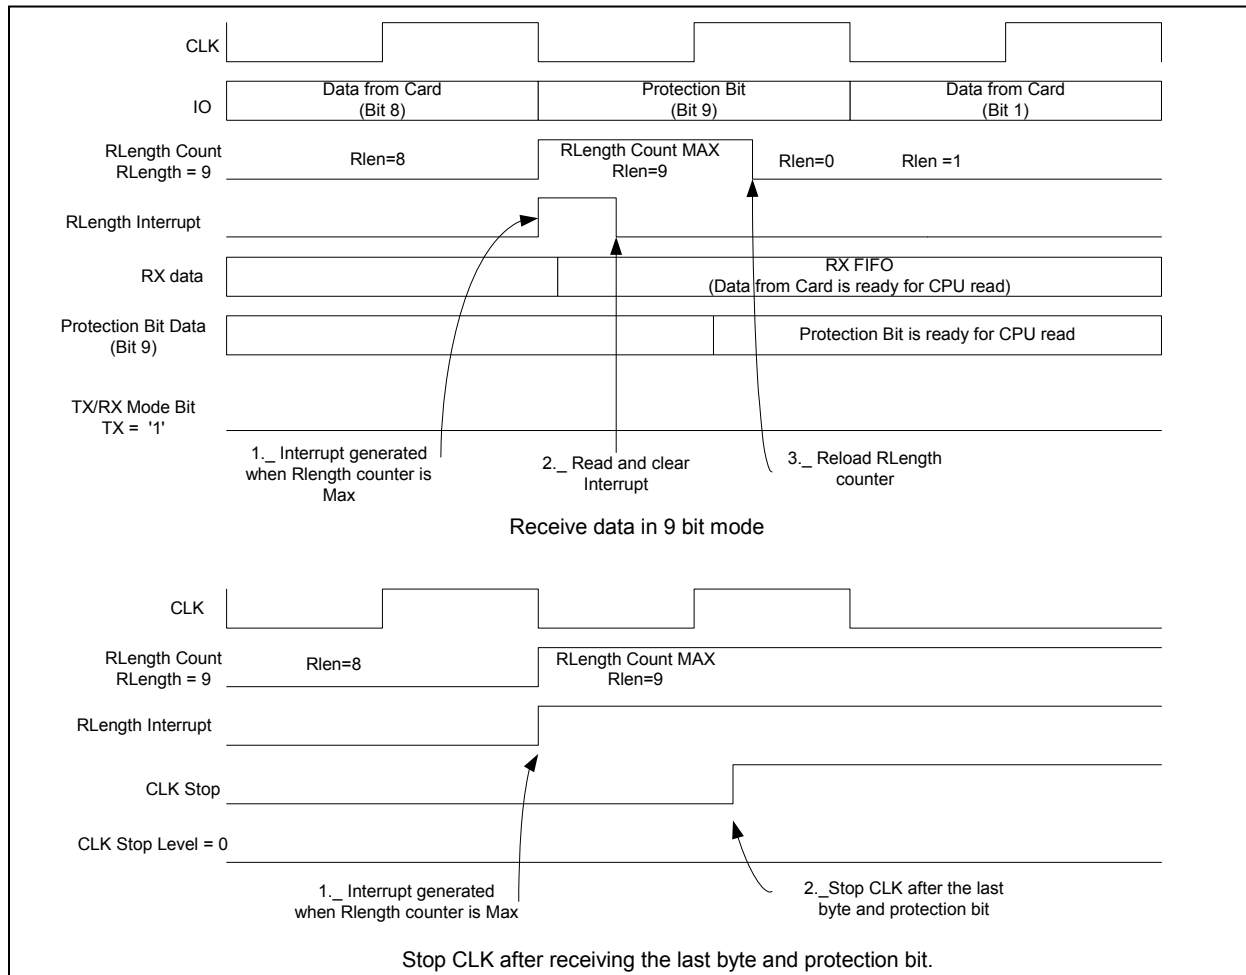 CLK
IO
Data from Card
(Bit 8)
Protection Bit
(Bit 9)
Data from Card
(Bit 1)
RLength Count
RLength = 9
Rlen=8
RLength Count MAX
Rlen=9
Rlen=0
Rlen =1
RLength Interrupt
RX data
RX FIFO
(Data from Card is ready for CPU read)
Protection Bit Data
(Bit 9)
Protection Bit is ready for CPU read
TX/RX Mode Bit
TX = '1'
1._ Interrupt generated
when Rlength counter is
Max
2._ Read and clear
Interrupt
3._ Reload RLength
counter
Receive data in 9 bit mode
CLK
RLength Count
RLength = 9
Rlen=8
RLength Count MAX
Rlen=9
RLength Interrupt
CLK Stop
CLK Stop Level = 0
1._ Interrupt generated
when Rlength counter is Max
2._Stop CLK after the last
byte and protection bit
Stop CLK after receiving the last byte and protection bit.